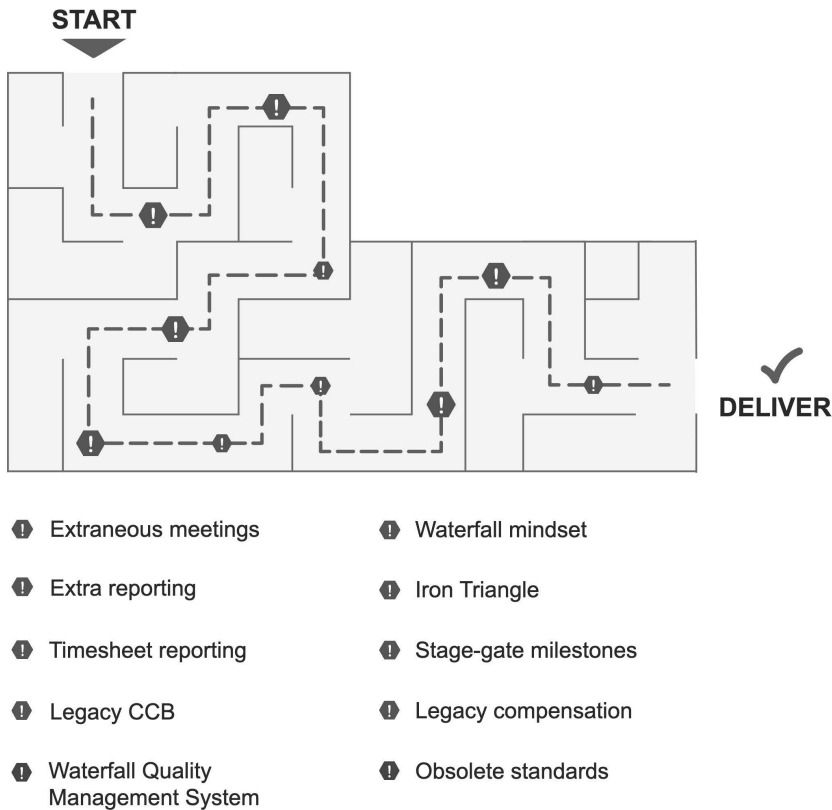 START
DELIVER
Extraneous meetings
Extra reporting
Timesheet reporting
Legacy CCB
Waterfall Quality
Management System
Waterfall mindset
Iron Triangle
Stage-gate milestones
Legacy compensation
Obsolete standards